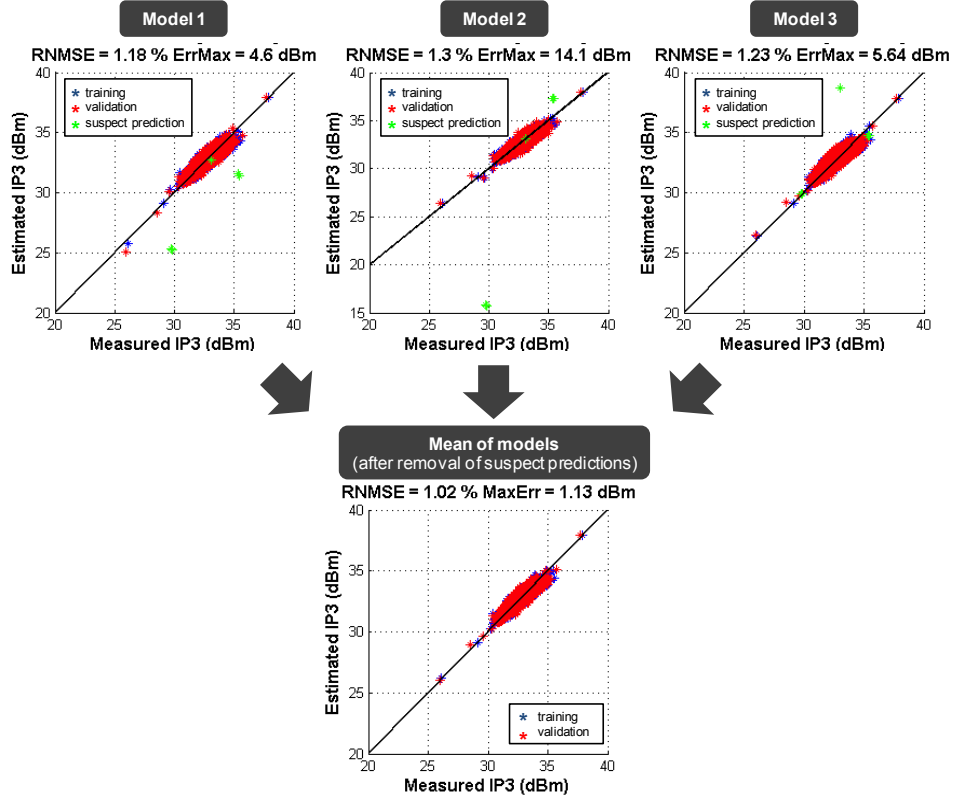 Model 1
RNMSE = 1.18 % ErrMax = 4.6 dBm
40
35
30
25
20
20 25 30 35 40
Estimated IP3 (dBm)
Measured IP3 (dBm)
training
validation
suspect prediction
Model 2
RNMSE = 1.3 % ErrMax = 14.1 dBm
40
35
30
25
20
15
20 25 30 35 40
Estimated IP3 (dBm)
Measured IP3 (dBm)
training
validation
suspect prediction
Model 3
RNMSE = 1.23 % ErrMax = 5.64 dBm
40
35
30
25
20
20 25 30 35 40
Estimated IP3 (dBm)
Measured IP3 (dBm)
training
validation
suspect prediction
Mean of models
(after removal of suspect predictions)
RNMSE = 1.02 % MaxErr = 1.13 dBm
40
35
30
25
20
20 25 30 35 40
Estimated IP3 (dBm)
Measured IP3 (dBm)
training
validation